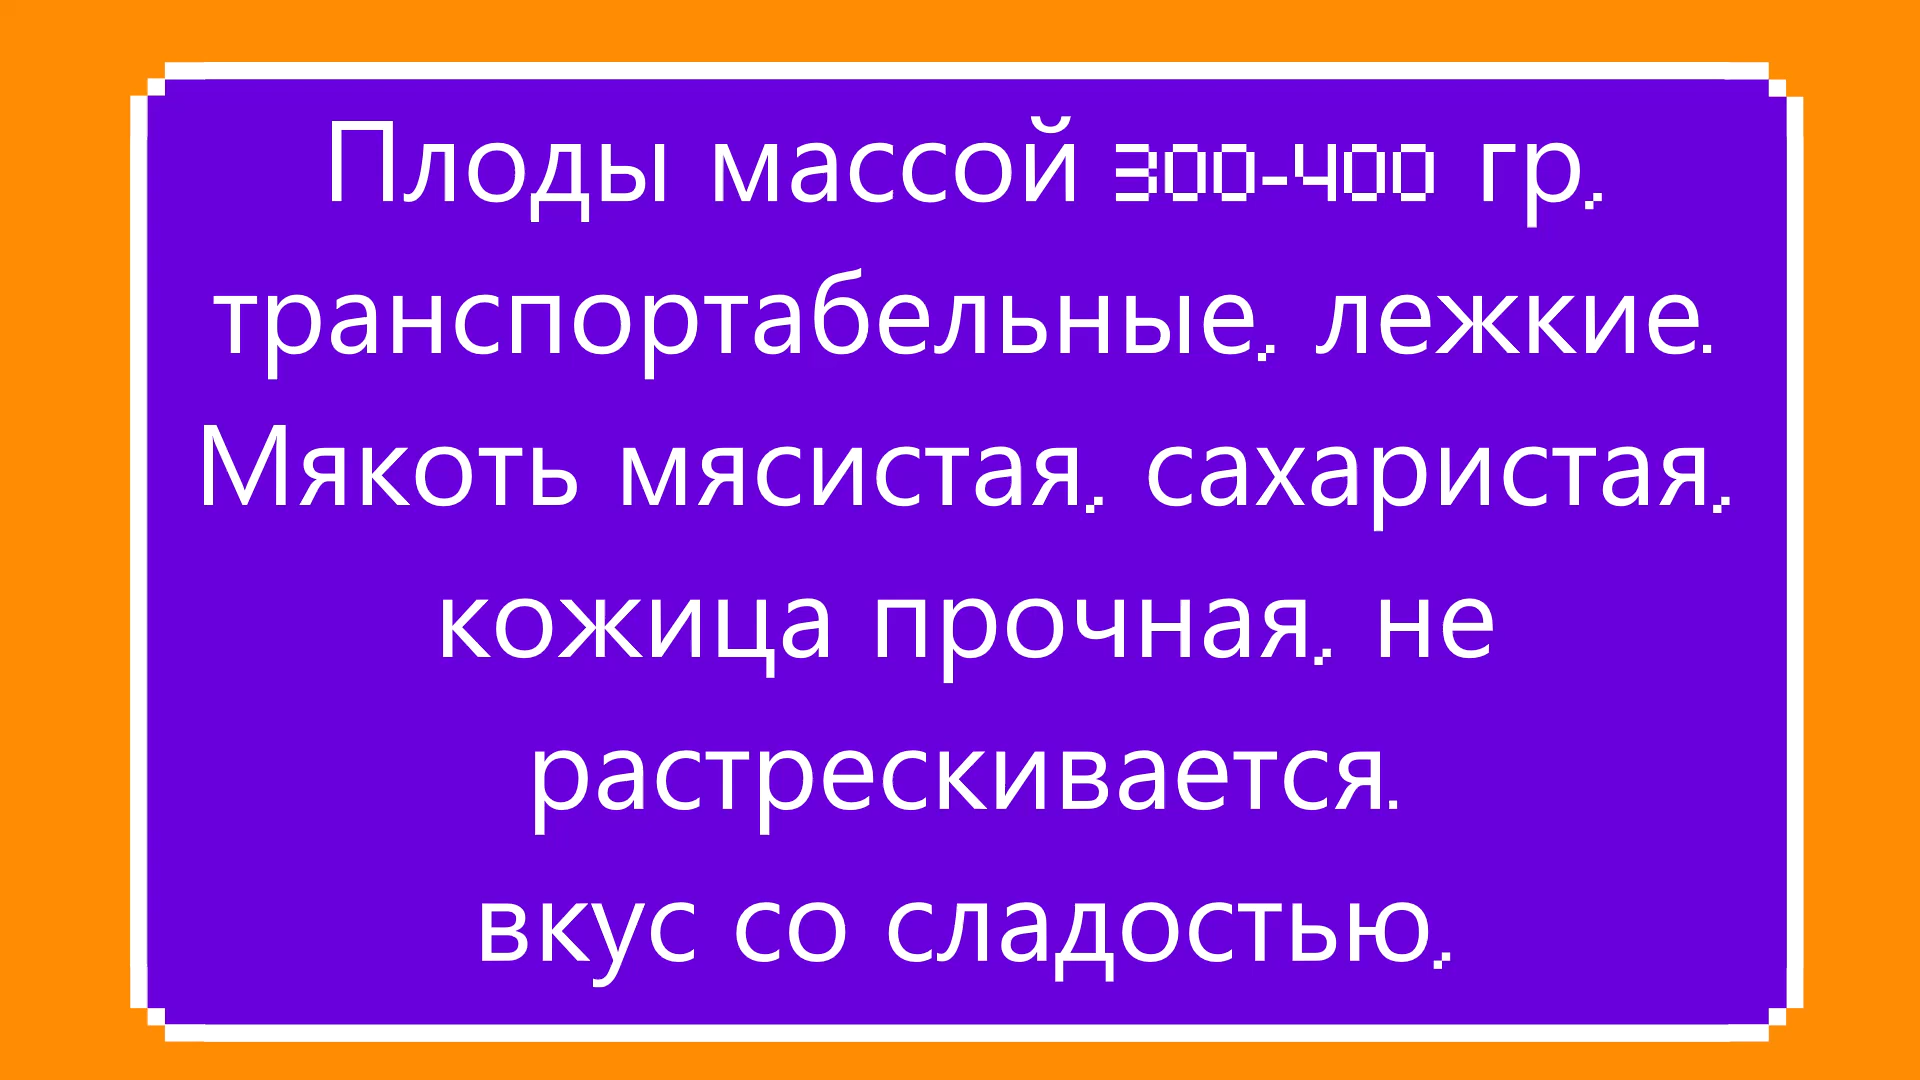 Плоды массой 300-400 гр,
транспортабельные, лежкие.
Мякоть мясистая, сахаристая,
кожица прочная, не
растрескивается.
вкус со сладостью,